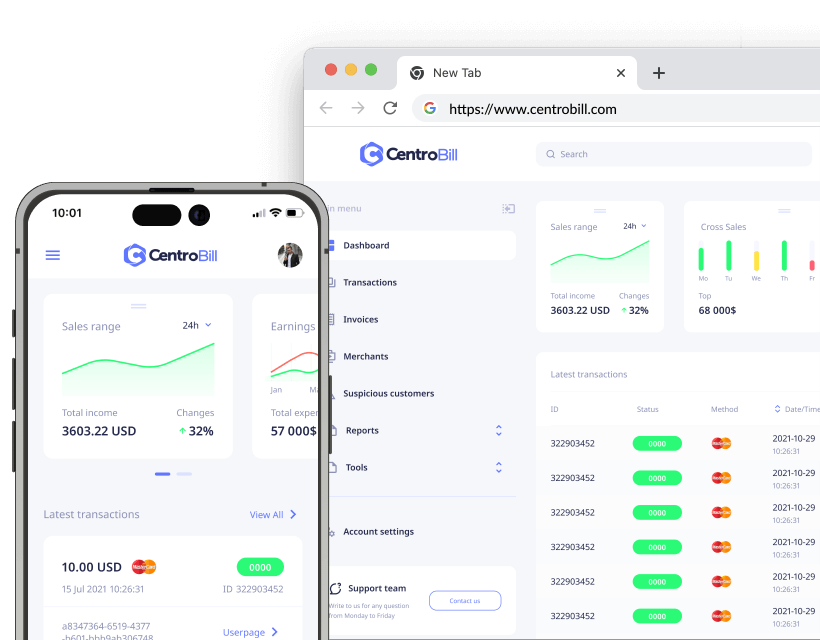 New Tab
https://www.centrobill.com
CentroBill
Search
menu
Dashboard
Transactions
Invoices
Merchants
Suspicious customers
Reports
Tools
Account settings
Support team
Write to us for any question
from Monday to Friday
Contact us
Sales range
24h
Total income
Changes
3603.22 USD
32%
Cross Sales
Mo Tu We Th Fr
Top
68 000$
Latest transactions
ID Status Method Date/Time
322903452 0000 MasterCard 2021-10-29
10:26:31
322903452 0000 MasterCard 2021-10-29
10:26:31
322903452 0000 MasterCard 2021-10-29
10:26:31
322903452 0000 MasterCard 2021-10-29
10:26:31
322903452 0000 MasterCard 2021-10-29
10:26:31
322903452 0000 MasterCard 2021-10-29
10:26:31
10:01
CentroBill
Sales range 24h
Total income Changes
3603.22 USD 32%
Earnings
Jan
Total
57 000$
Latest transactions View All
10.00 USD MasterCard 0000
15 Jul 2021 10:26:31 ID 322903452
a8347364-6519-4377
Userpage